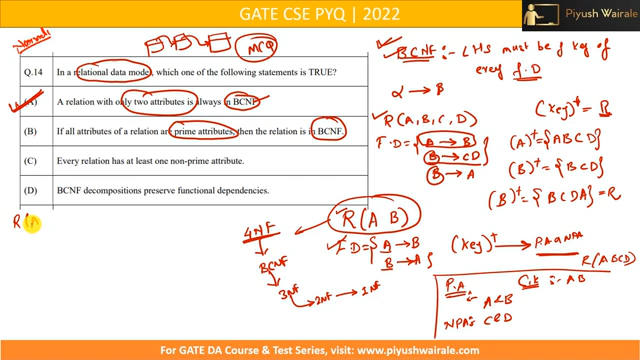 GATE CSE PYQ | 2022
Piyush Wairale
MCQ
Q.14 In a relational data model, which one of the following statements is TRUE?
(A) A relation with only two attributes is always in BCNF.
(B) If all attributes of a relation are prime attributes, then the relation is in BCNF.
(C) Every relation has at least one non-prime attribute.
(D) BCNF decompositions preserve functional dependencies.
BCNF :- LHS must be key of
every f.D
α → B
R(A, B, C, D)
F.D = { A → B
B → CD }
B → A
(Key)⁺ = R
(A)⁺ = {ABCD}
(B)⁺ = {BCD}
(B)⁺ = {BCDA} = R
R(A
4NF
BCNF
3NF → 2NF → 1NF
R(A B)
F.D = { A → B
B → A }
(Key)⁺ → PA & NPA
R(ABCD)
P.A :- A & B
C.K :- AB
NPA :- C & D
For GATE DA Course & Test Series, visit: www.piyushwairale.com